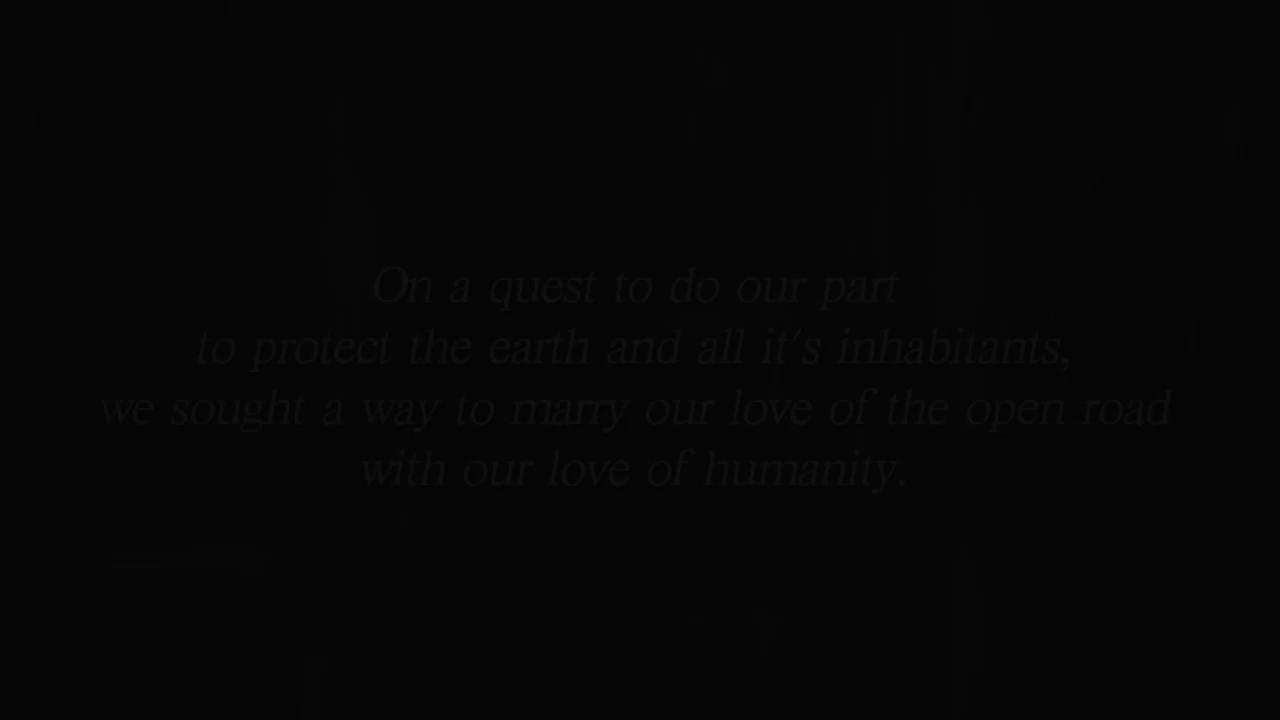 On a quest to do our part
to protect the earth and all it's inhabitants,
we sought a way to marry our love of the open road
with our love of humanity.